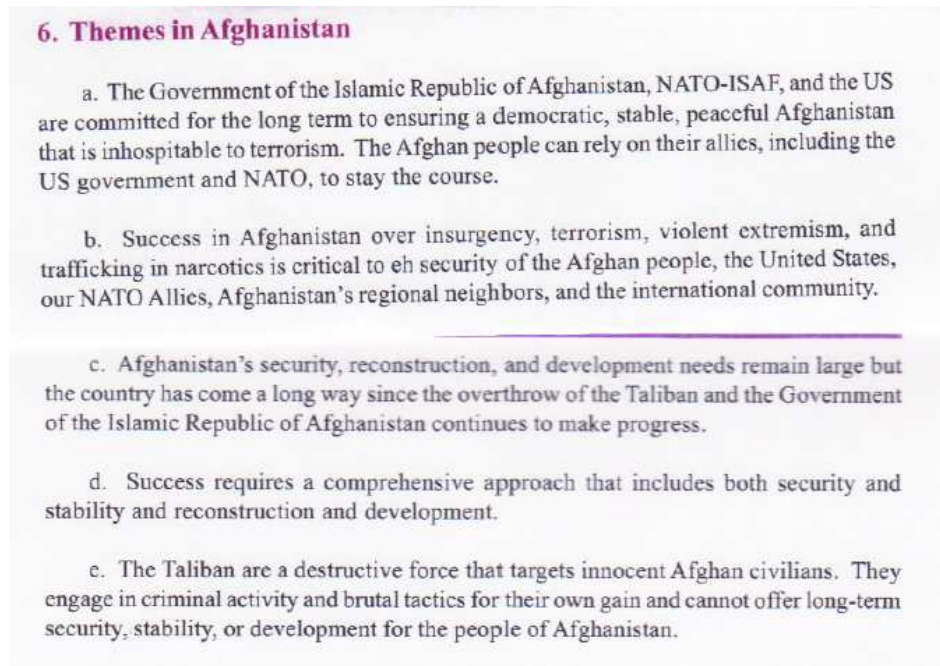 6. Themes in Afghanistan
a. The Government of the Islamic Republic of Afghanistan, NATO-ISAF, and the US
are committed for the long term to ensuring a democratic, stable, peaceful Afghanistan
that is inhospitable to terrorism. The Afghan people can rely on their allies, including the
US government and NATO, to stay the course.
b. Success in Afghanistan over insurgency, terrorism, violent extremism, and
trafficking in narcotics is critical to eh security of the Afghan people, the United States,
our NATO Allies, Afghanistan's regional neighbors, and the international community.
c. Afghanistan's security, reconstruction, and development needs remain large but
the country has come a long way since the overthrow of the Taliban and the Government
of the Islamic Republic of Afghanistan continues to make progress.
d. Success requires a comprehensive approach that includes both security and
stability and reconstruction and development.
e. The Taliban are a destructive force that targets innocent Afghan civilians. They
engage in criminal activity and brutal tactics for their own gain and cannot offer long-term
security, stability, or development for the people of Afghanistan.